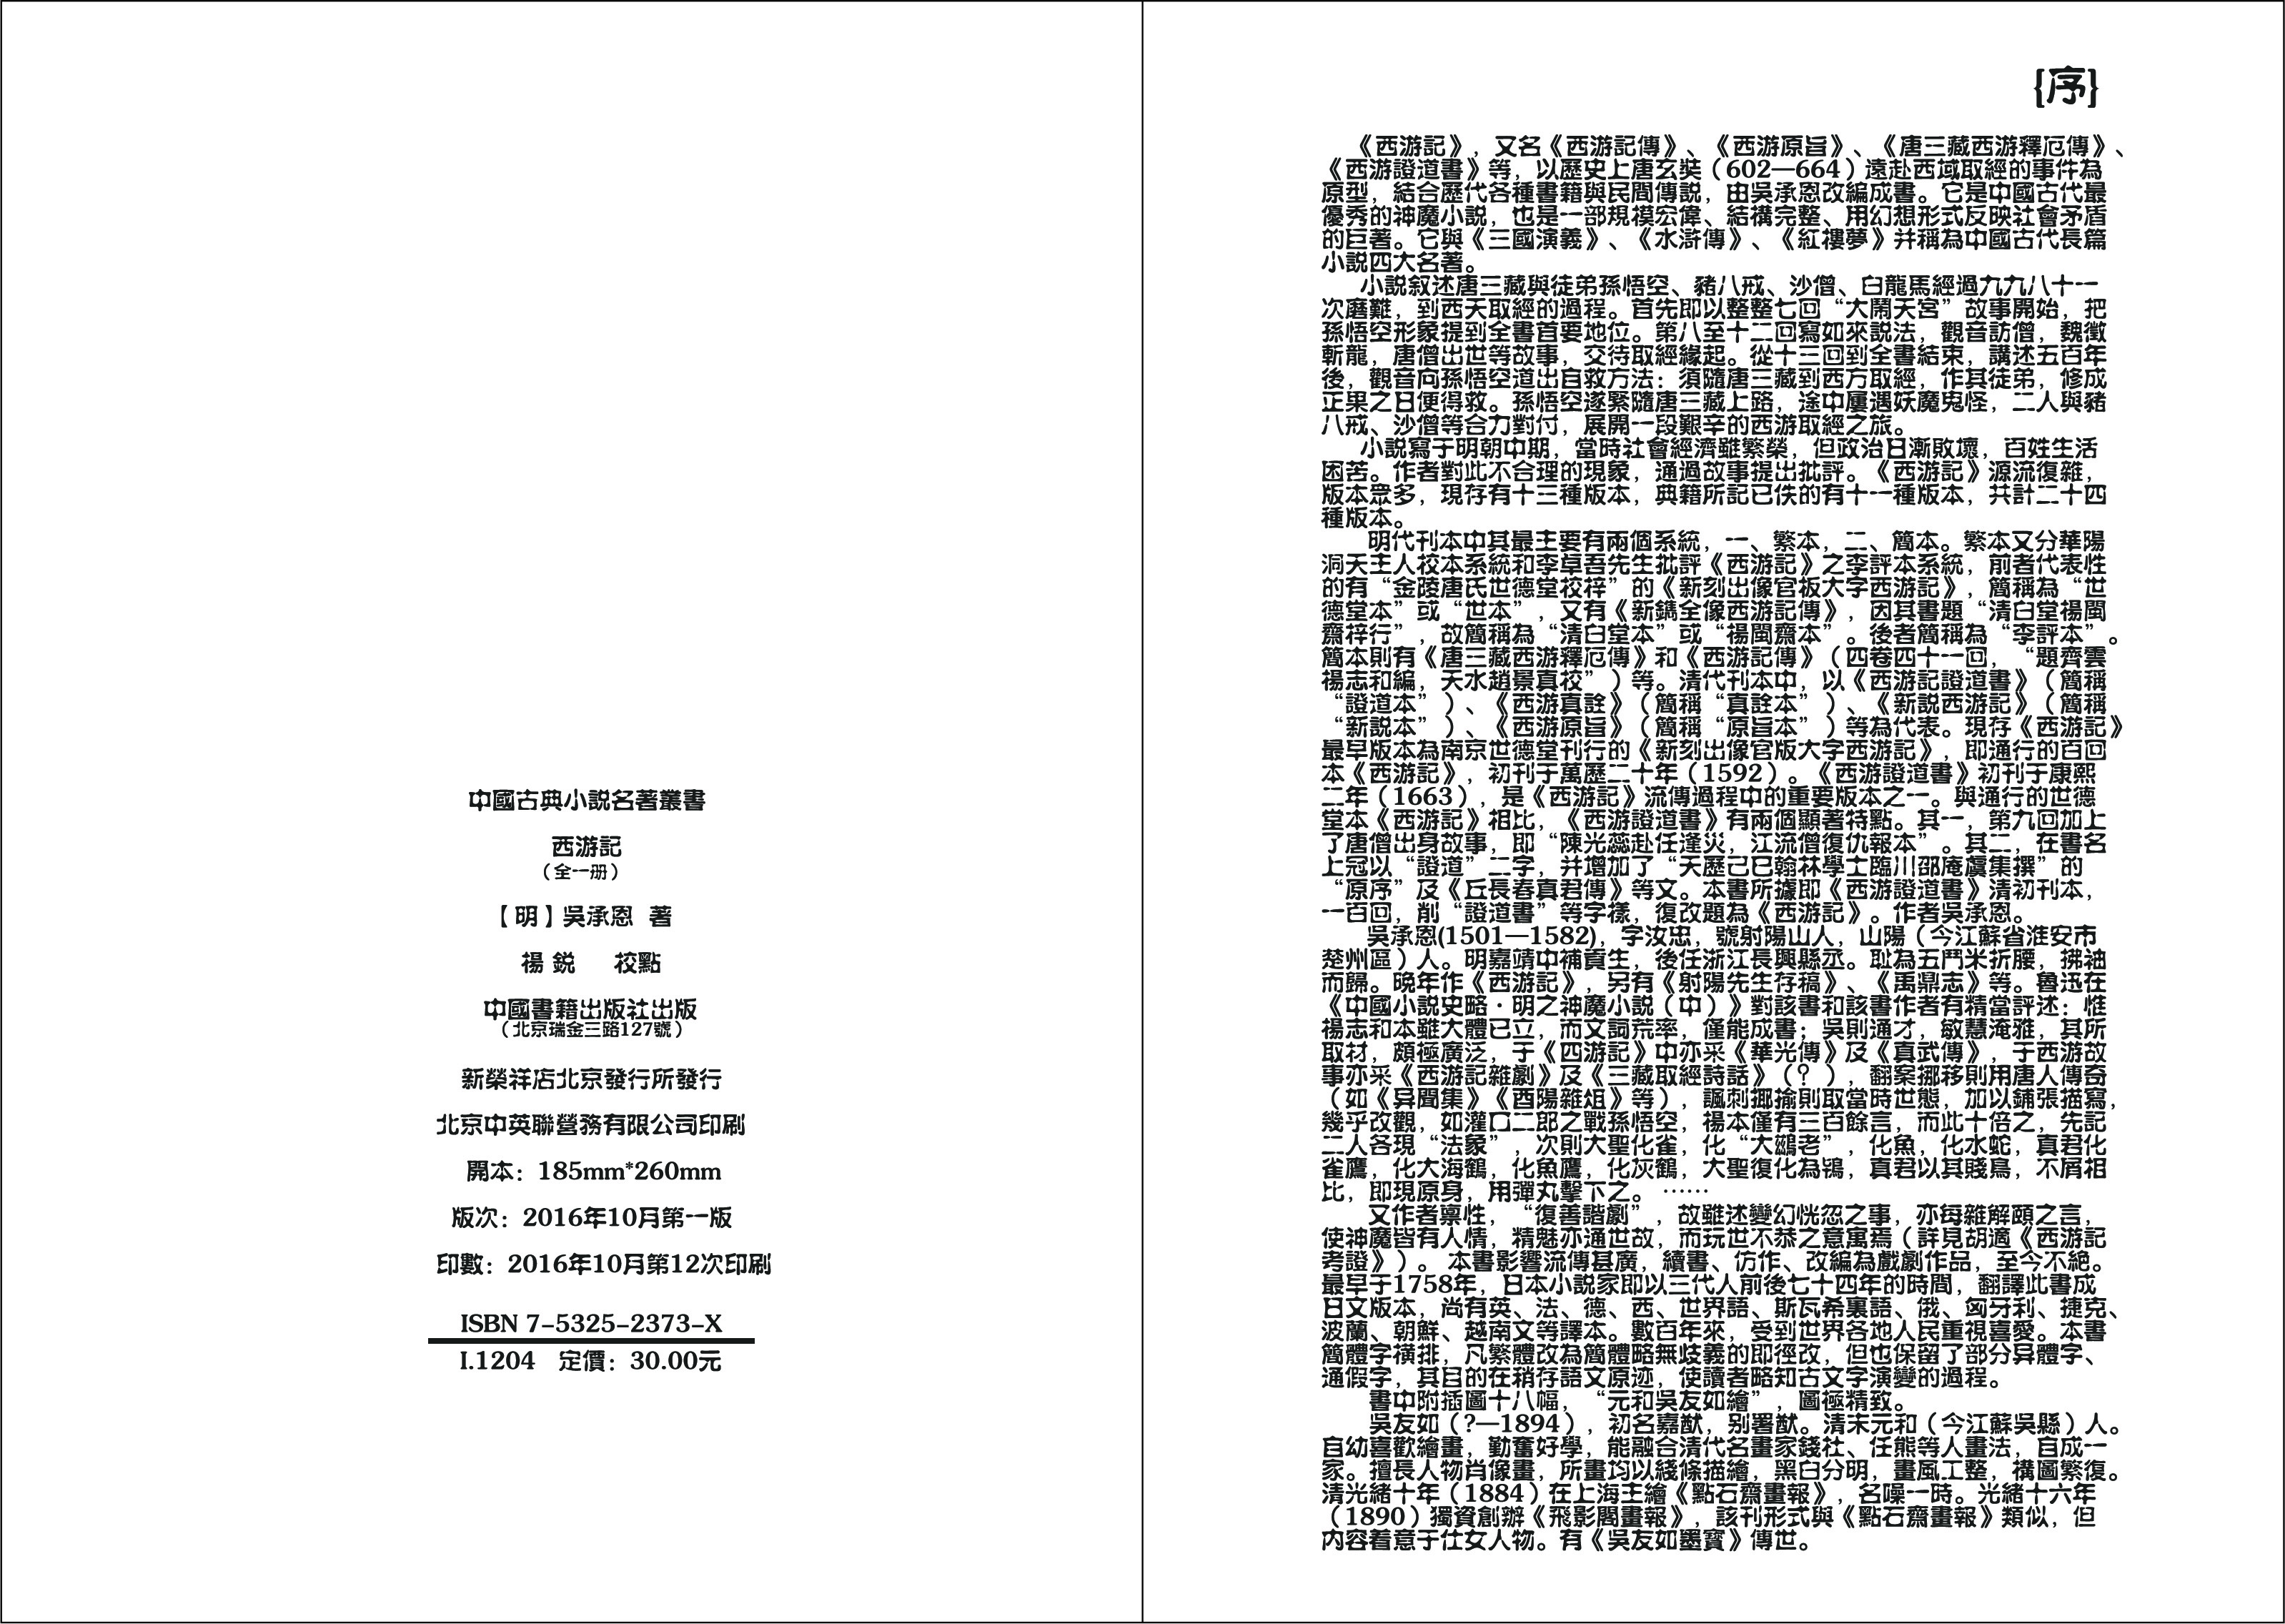 中國古典小説名著叢書
西游記
（全一册）
【明】吳承恩 著
楊銳 校點
中國書籍出版社出版
（北京瑞金三路127號）
新榮祥店北京發行所發行
北京中英聯營務有限公司印刷
開本：185mm*260mm
版次：2016年10月第一版
印數：2016年10月第12次印刷
ISBN 7-5325-2373-X
I.1204 定價：30.00元
{序}
《西游記》，又名《西游記傳》、《西游原旨》、《唐三藏西游釋厄傳》、
《西游證道書》等，以歷史上唐玄奘（602—664）遠赴西域取經的事件為
原型，結合歷代各種書籍與民間傳説，由吳承恩改編成書。它是中國古代最
優秀的神魔小説，也是一部規模宏偉、結構完整、用幻想形式反映社會矛盾
的巨著。它與《三國演義》、《水滸傳》、《紅樓夢》并稱為中國古代長篇
小説四大名著。
小説叙述唐三藏與徒弟孫悟空、豬八戒、沙僧、白龍馬經過九九八十一
次磨難，到西天取經的過程。首先即以整整七回“大鬧天宮”故事開始，把
孫悟空形象提到全書首要地位。第八至十二回寫如來説法，觀音訪僧，魏徵
斬龍，唐僧出世等故事，交待取經緣起。從十三回到全書結束，講述五百年
後，觀音向孫悟空道出自救方法：須隨唐三藏到西方取經，作其徒弟，修成
正果之日便得救。孫悟空遂緊隨唐三藏上路，途中屢遇妖魔鬼怪，二人與豬
八戒、沙僧等合力對付，展開一段艱辛的西游取經之旅。
小説寫于明朝中期，當時社會經濟雖繁榮，但政治日漸敗壞，百姓生活
困苦。作者對此不合理的現象，通過故事提出批評。《西游記》源流復雜，
版本眾多，現存有十三種版本，典籍所記已佚的有十一種版本，共計二十四
種版本。
明代刊本中其最主要有兩個系統，一、繁本，二、簡本。繁本又分華陽
洞天主人校本系統和李卓吾先生批評《西游記》之李評本系統，前者代表性
的有“金陵唐氏世德堂校梓”的《新刻出像官板大字西游記》，簡稱為“世
德堂本”或“世本”，又有《新鐫全像西游記傳》，因其書題“清白堂楊閩
齋梓行”，故簡稱為“清白堂本”或“楊閩齋本”。後者簡稱為“李評本”。
簡本則有《唐三藏西游釋厄傳》和《西游記傳》（四卷四十一回，“題齊雲
楊志和編，天水趙景真校”）等。清代刊本中，以《西游記證道書》（簡稱
“證道本”）、《西游真詮》（簡稱“真詮本”）、《新説西游記》（簡稱
“新説本”）、《西游原旨》（簡稱“原旨本”）等為代表。現存《西游記》
最早版本為南京世德堂刊行的《新刻出像官版大字西游記》，即通行的百回
本《西游記》，初刊于萬歷二十年（1592）。《西游證道書》初刊于康熙
二年（1663），是《西游記》流傳過程中的重要版本之一。與通行的世德
堂本《西游記》相比，《西游證道書》有兩個顯著特點。其一，第九回加上
了唐僧出身故事，即“陳光蕊赴任逢災，江流僧復仇報本”。其二，在書名
上冠以“證道”二字，并增加了“天歷己巳翰林學士臨川邵庵虞集撰”的
“原序”及《丘長春真君傳》等文。本書所據即《西游證道書》清初刊本，
一百回，削“證道書”等字樣，復改題為《西游記》。作者吳承恩。
吳承恩(1501—1582)，字汝忠，號射陽山人，山陽（今江蘇省淮安市
楚州區）人。明嘉靖中補貢生，後任浙江長興縣丞。耻為五鬥米折腰，拂袖
而歸。晚年作《西游記》，另有《射陽先生存稿》、《禹鼎志》等。魯迅在
《中國小説史略·明之神魔小説（中）》對該書和該書作者有精當評述：惟
楊志和本雖大體已立，而文詞荒率，僅能成書；吳則通才，敏慧淹雅，其所
取材，頗極廣泛，于《四游記》中亦采《華光傳》及《真武傳》，于西游故
事亦采《西游記雜劇》及《三藏取經詩話》（？），翻案挪移則用唐人傳奇
（如《异聞集》《酉陽雜俎》等），諷刺揶揄則取當時世態，加以鋪張描寫，
幾乎改觀，如灌口二郎之戰孫悟空，楊本僅有三百餘言，而此十倍之，先記
二人各現“法象”，次則大聖化雀，化“大鷀老”，化魚，化水蛇，真君化
雀鷹，化大海鶴，化魚鷹，化灰鶴，大聖復化為鴇，真君以其賤鳥，不屑相
比，即現原身，用彈丸擊下之。……
又作者禀性，“復善諧劇”，故雖述變幻恍忽之事，亦每雜解頤之言，
使神魔皆有人情，精魅亦通世故，而玩世不恭之意寓焉（詳見胡適《西游記
考證》）。本書影響流傳甚廣，續書、仿作、改編為戲劇作品，至今不絕。
最早于1758年，日本小説家即以三代人前後七十四年的時間，翻譯此書成
日文版本，尚有英、法、德、西、世界語、斯瓦希裏語、俄、匈牙利、捷克、
波蘭、朝鮮、越南文等譯本。數百年來，受到世界各地人民重視喜愛。本書
簡體字橫排，凡繁體改為簡體略無歧義的即徑改，但也保留了部分异體字、
通假字，其目的在稍存語文原迹，使讀者略知古文字演變的過程。
書中附插圖十八幅，“元和吳友如繪”，圖極精致。
吳友如（?—1894），初名嘉猷，别署猷。清末元和（今江蘇吳縣）人。
自幼喜歡繪畫，勤奮好學，能融合清代名畫家錢社、任熊等人畫法，自成一
家。擅長人物肖像畫，所畫均以綫條描繪，黑白分明，畫風工整，構圖繁復。
清光緒十年（1884）在上海主繪《點石齋畫報》，名噪一時。光緒十六年
（1890）獨資創辦《飛影閣畫報》，該刊形式與《點石齋畫報》類似，但
内容着意于仕女人物。有《吳友如墨寶》傳世。